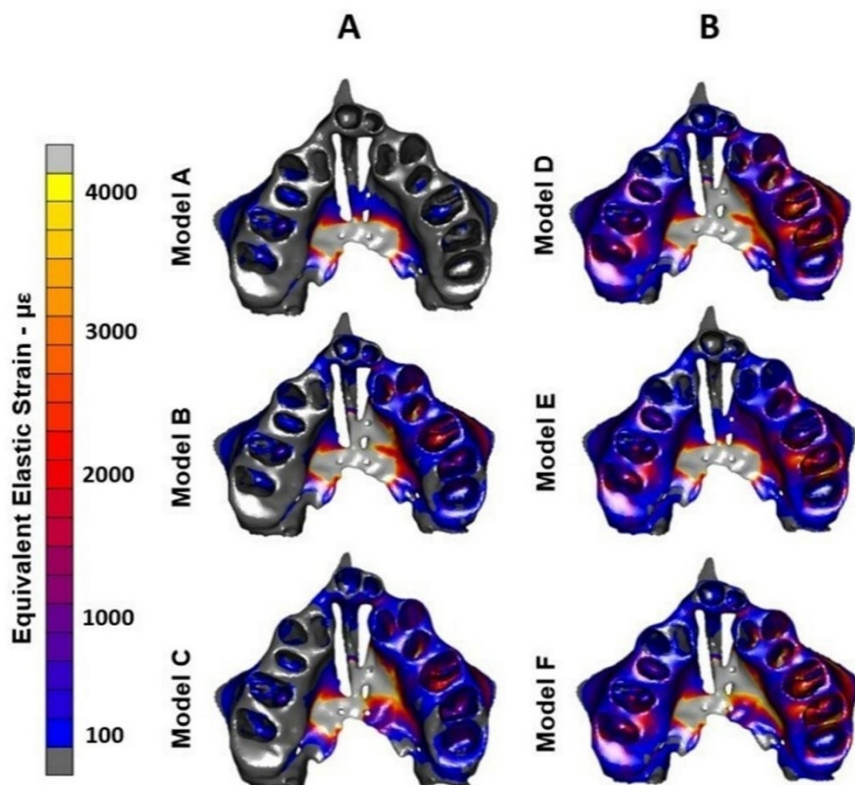 A
B
Equivalent Elastic Strain - µε
4000
3000
2000
1000
100
Model A
Model B
Model C
Model D
Model E
Model F